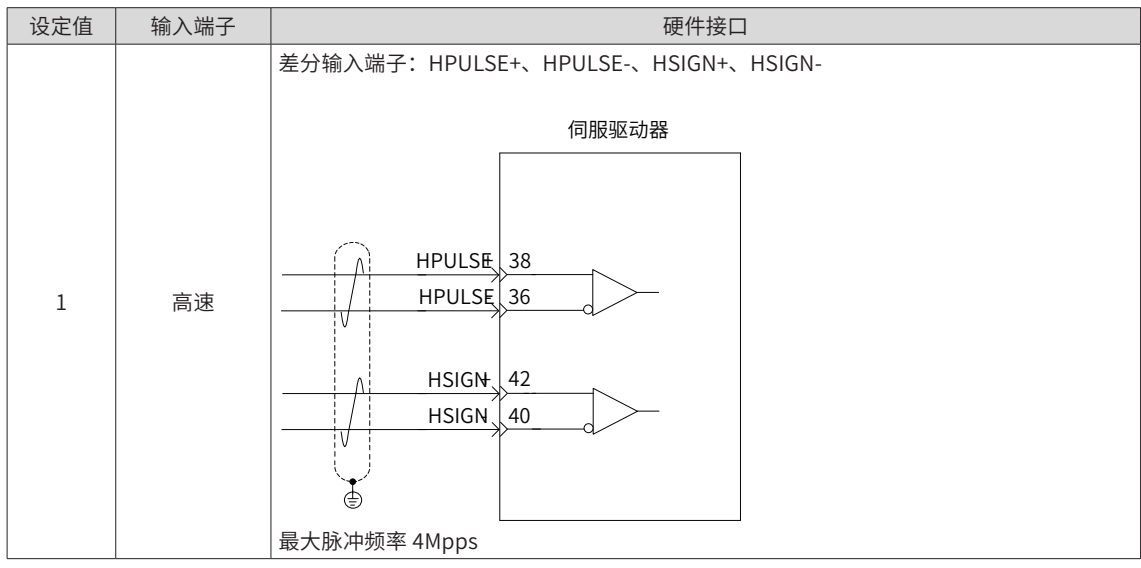 设定值 输入端子 硬件接口
差分输入端子：HPULSE+、HPULSE-、HSIGN+、HSIGN-
伺服驱动器
HPULSE+ 38
1 高速 HPULSE- 36
HSIGN+ 42
HSIGN- 40
最大脉冲频率 4Mpps